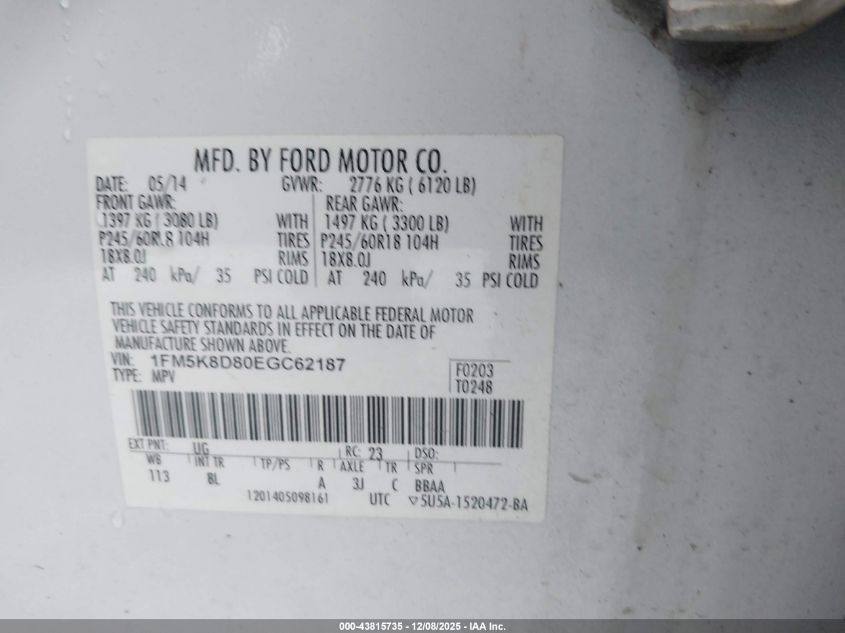 MFD. BY FORD MOTOR CO.
DATE: 05/14 GVWR: 2776 KG ( 6120 LB)
FRONT GAWR: REAR GAWR:
1397 KG ( 3080 LB) WITH 1497 KG ( 3300 LB) WITH
P245/60R18 104H TIRES P245/60R18 104H TIRES
18X8.0J RIMS 18X8.0J RIMS
AT 240 kPa/ 35 PSI COLD AT 240 kPa/ 35 PSI COLD
THIS VEHICLE CONFORMS TO ALL APPLICABLE FEDERAL MOTOR
VEHICLE SAFETY STANDARDS IN EFFECT ON THE DATE OF
MANUFACTURE SHOWN ABOVE.
VIN: 1FM5K8D80EGC62187 F0203
TYPE: MPV T0248
EXT PNT: UG RC: 23 DSO:
WB INT TR TP/PS R AXLE TR SPR
113 8L A 3J C BBAA
1201405098161 UTC ▽5U5A-1520472-BA
000-43815735 - 12/08/2025 - IAA Inc.